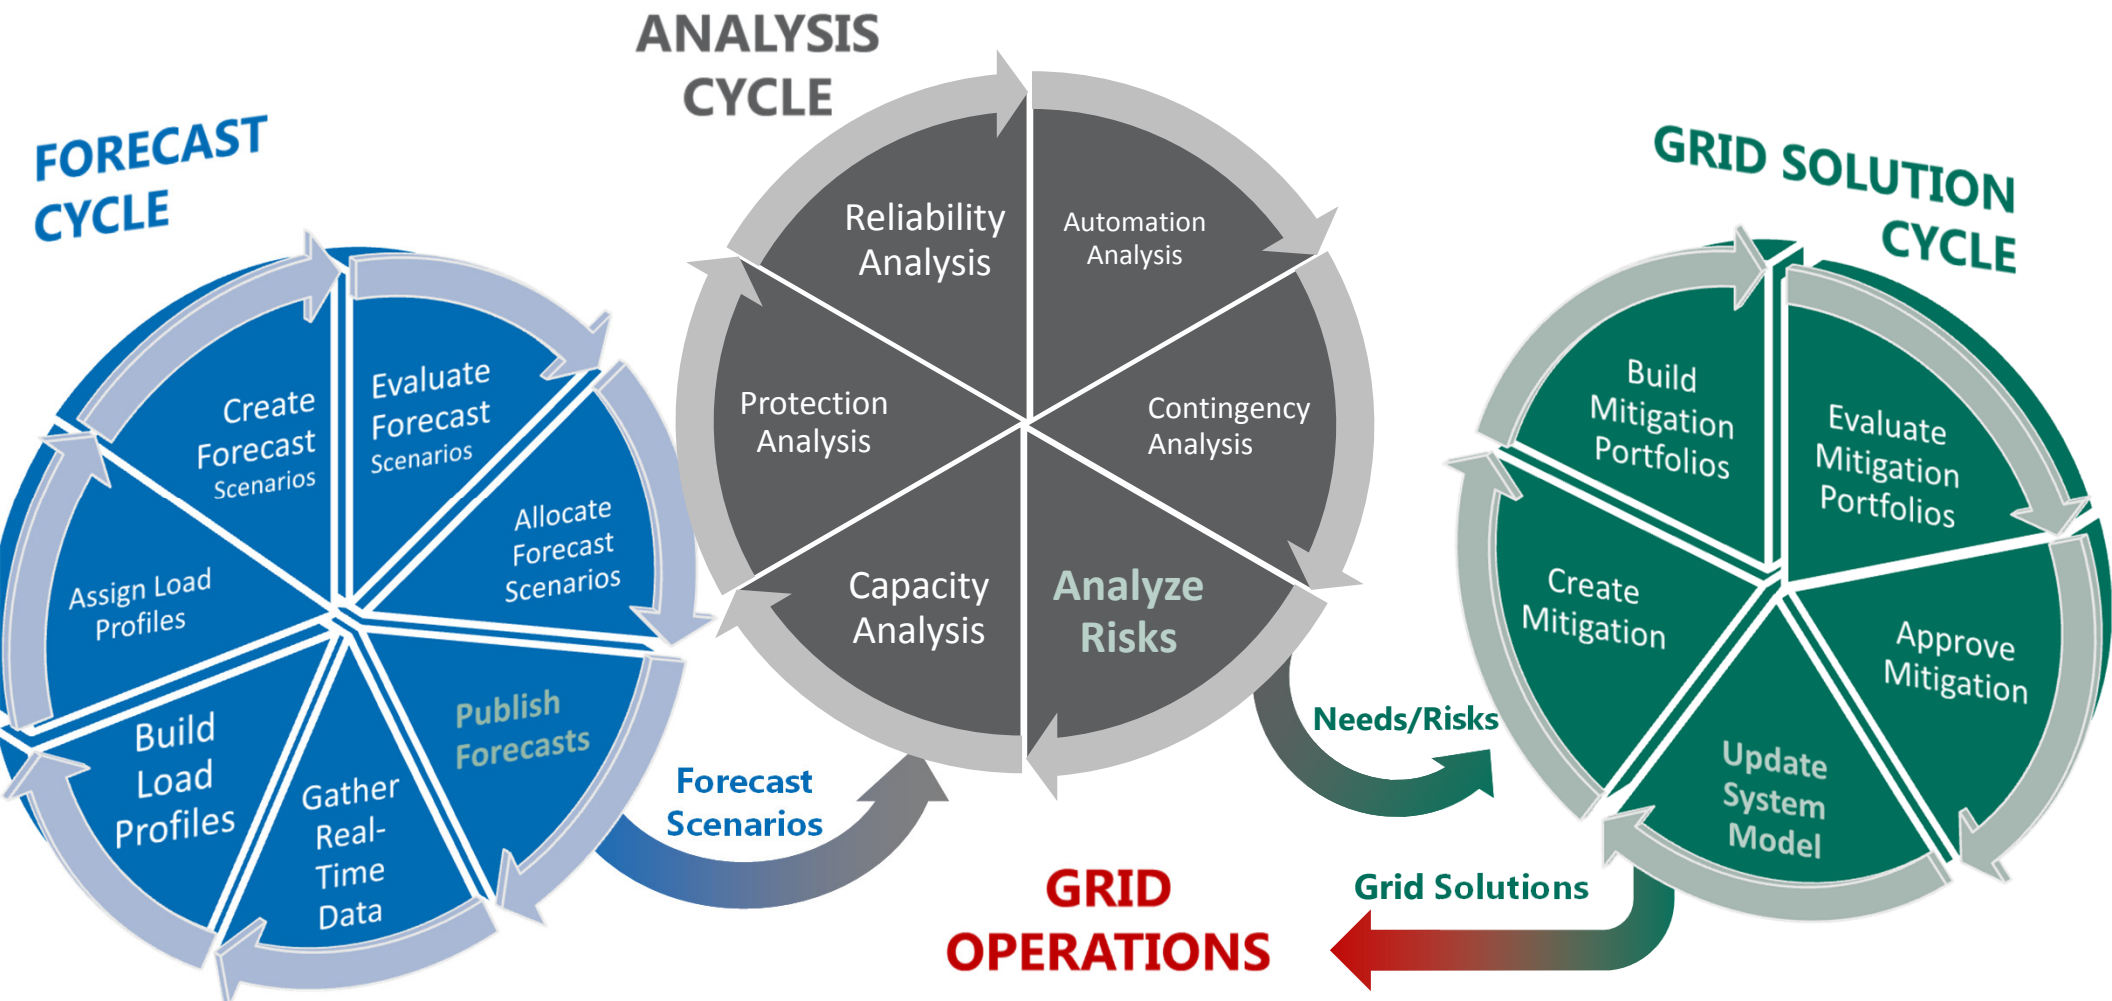 ANALYSIS
CYCLE
FORECAST
CYCLE
GRID SOLUTION
CYCLE
Create
Forecast
Scenarios
Evaluate
Forecast
Scenarios
Allocate
Forecast
Scenarios
Publish
Forecasts
Gather
Real-
Time
Data
Build
Load
Profiles
Assign Load
Profiles
Forecast
Scenarios
Reliability
Analysis
Automation
Analysis
Contingency
Analysis
Analyze
Risks
Capacity
Analysis
Protection
Analysis
Needs/Risks
Build
Mitigation
Portfolios
Evaluate
Mitigation
Portfolios
Approve
Mitigation
Update
System
Model
Create
Mitigation
Grid Solutions
GRID
OPERATIONS